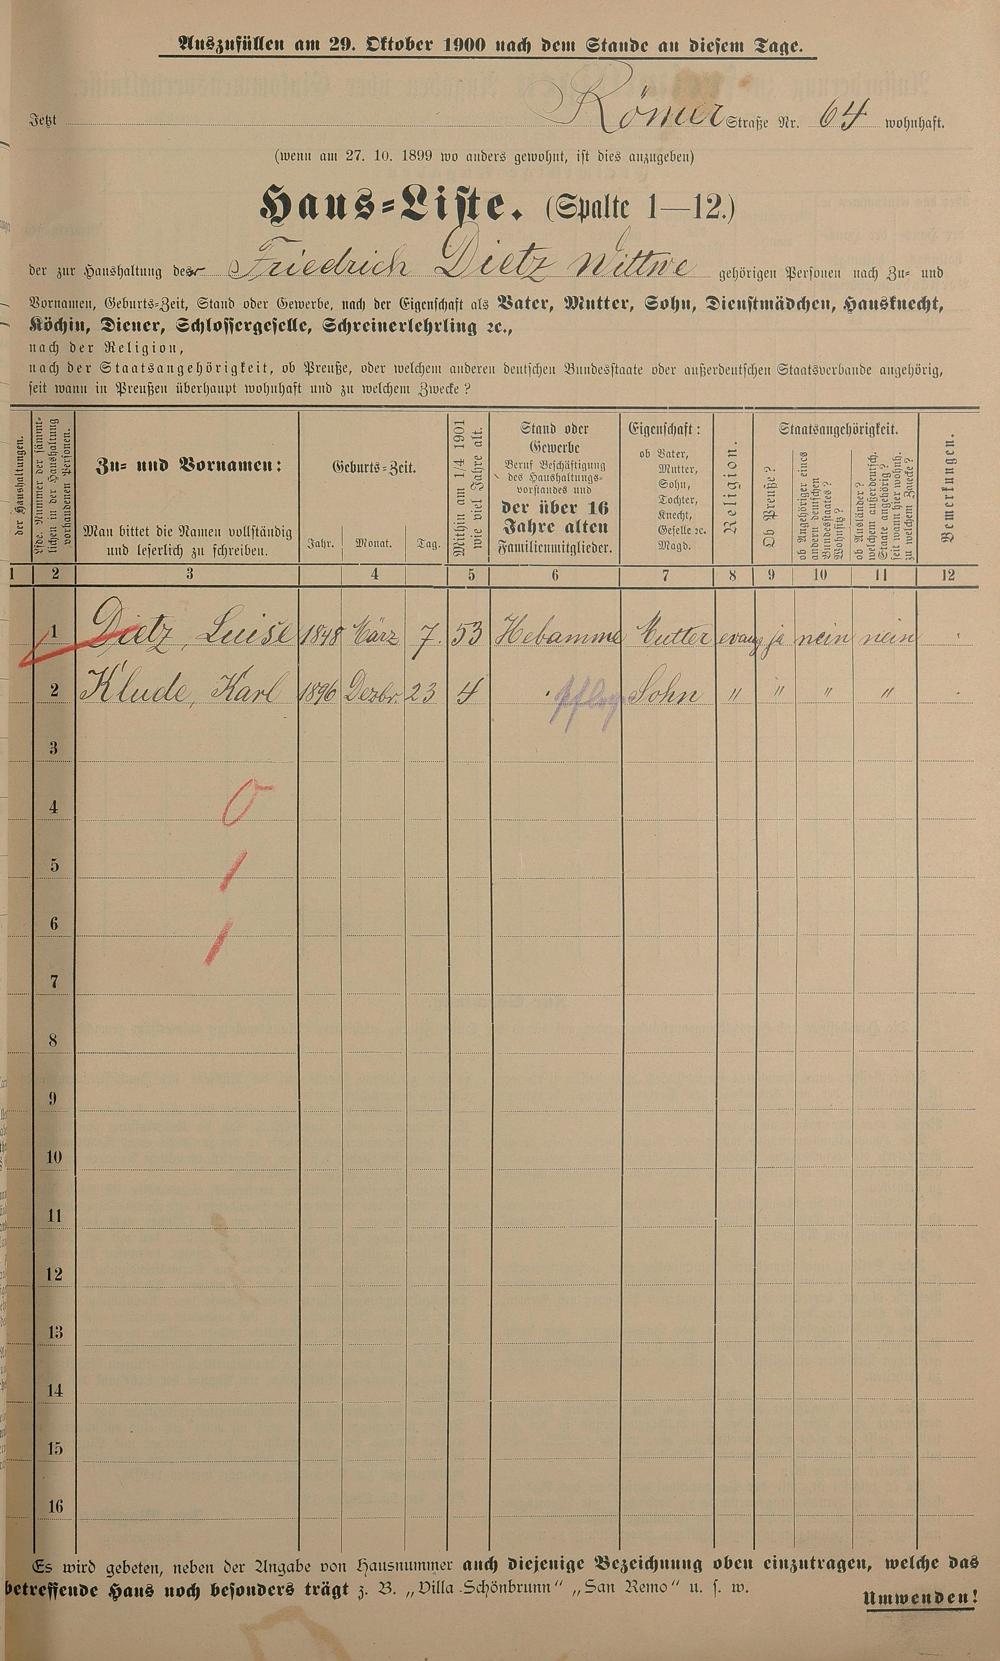 Auszufüllen am 29. Oktober 1900 nach dem Stande an diesem Tage.
Jetzt Römer Straße Nr. 64 wohnhaft.
(wenn am 27. 10. 1899 wo anders gewohnt, ist dies anzugeben)
Haus-Liste. (Spalte 1—12.)
der zur Haushaltung der Friedrich Dietz Wittwe gehörigen Personen nach Zu- und
Vornamen, Geburts-Zeit, Stand oder Gewerbe, nach der Eigenschaft als Vater, Mutter, Sohn, Dienstmädchen, Hausknecht,
Köchin, Diener, Schlossergeselle, Schreinerlehrling ꝛc.,
nach der Religion,
nach der Staatsangehörigkeit, ob Preuße, oder welchem anderen deutschen Bundesstaate oder außerdeutschen Staatsverbande angehörig,
seit wann in Preußen überhaupt wohnhaft und zu welchem Zwecke?
der Haushaltungen.
lfde. Nummer der sämmt-
lichen in der Haushaltung
vorhandenen Personen.
Zu- und Vornamen:
Man bittet die Namen vollständig
und leserlich zu schreiben.
Geburts-Zeit.
Jahr. Monat. Tag.
Mithin am 1/4 1901
wie viel Jahre alt.
Stand oder
Gewerbe
Beruf Beschäftigung
des Haushaltungs-
vorstandes und
der über 16
Jahre alten
Familienmitglieder.
Eigenschaft:
ob Vater,
Mutter,
Sohn,
Tochter,
Knecht,
Geselle ꝛc.
Magd.
Religion.
Staatsangehörigkeit.
Ob Preuße?
ob Angehöriger eines
andern deutschen
Bundesstaates?
Wohnsitz?
ob Ausländer?
welchem außerdeutsch.
Staate angehörig?
seit wann hier wohnh.
zu welchem Zwecke?
Bemerkungen.
1 2 3 4 5 6 7 8 9 10 11 12
1 Dietz, Luise 1848 März 7. 53 Hebamme Mutter evang ja nein nein
2 Klude, Karl 1896 Dezbr. 23 4 Pfleg Sohn " " " "
3
4 0
5 1
6 1
7
8
9
10
11
12
13
14
15
16
Es wird gebeten, neben der Angabe von Hausnummer auch diejenige Bezeichnung oben einzutragen, welche das
betreffende Haus noch besonders trägt z. B. „Villa Schönbrunn" „San Remo" u. s. w.
Umwenden!